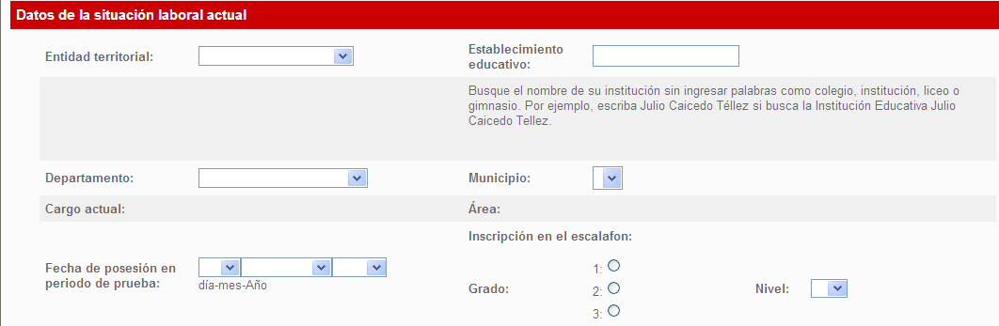 Datos de la situación laboral actual
Entidad territorial:
Establecimiento
educativo:
Busque el nombre de su institución sin ingresar palabras como colegio, institución, liceo o
gimnasio. Por ejemplo, escriba Julio Caicedo Téllez si busca la Institución Educativa Julio
Caicedo Tellez.
Departamento:
Municipio:
Cargo actual:
Área:
Inscripción en el escalafon:
Fecha de posesión en
periodo de prueba:
día-mes-Año
Grado:
1:
2:
3:
Nivel: